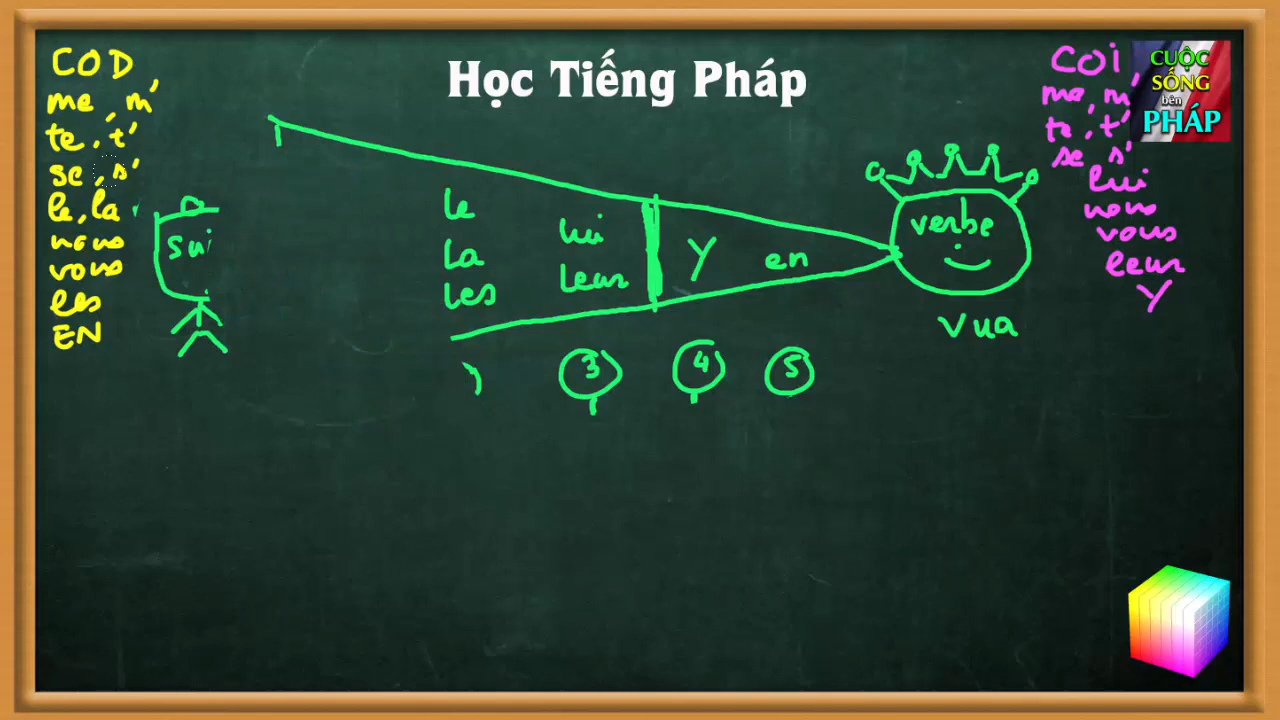 Học Tiếng Pháp
CUỘC
SỐNG
bên
PHÁP
COD
me, m'
te, t'
se, s'
le, la
nous
vous
les
EN
suj
le
la
les
lui
leur
Y
en
verbe
vua
3
4
5
COI
me, m'
te, t'
se s'
lui
nous
vous
leur
Y